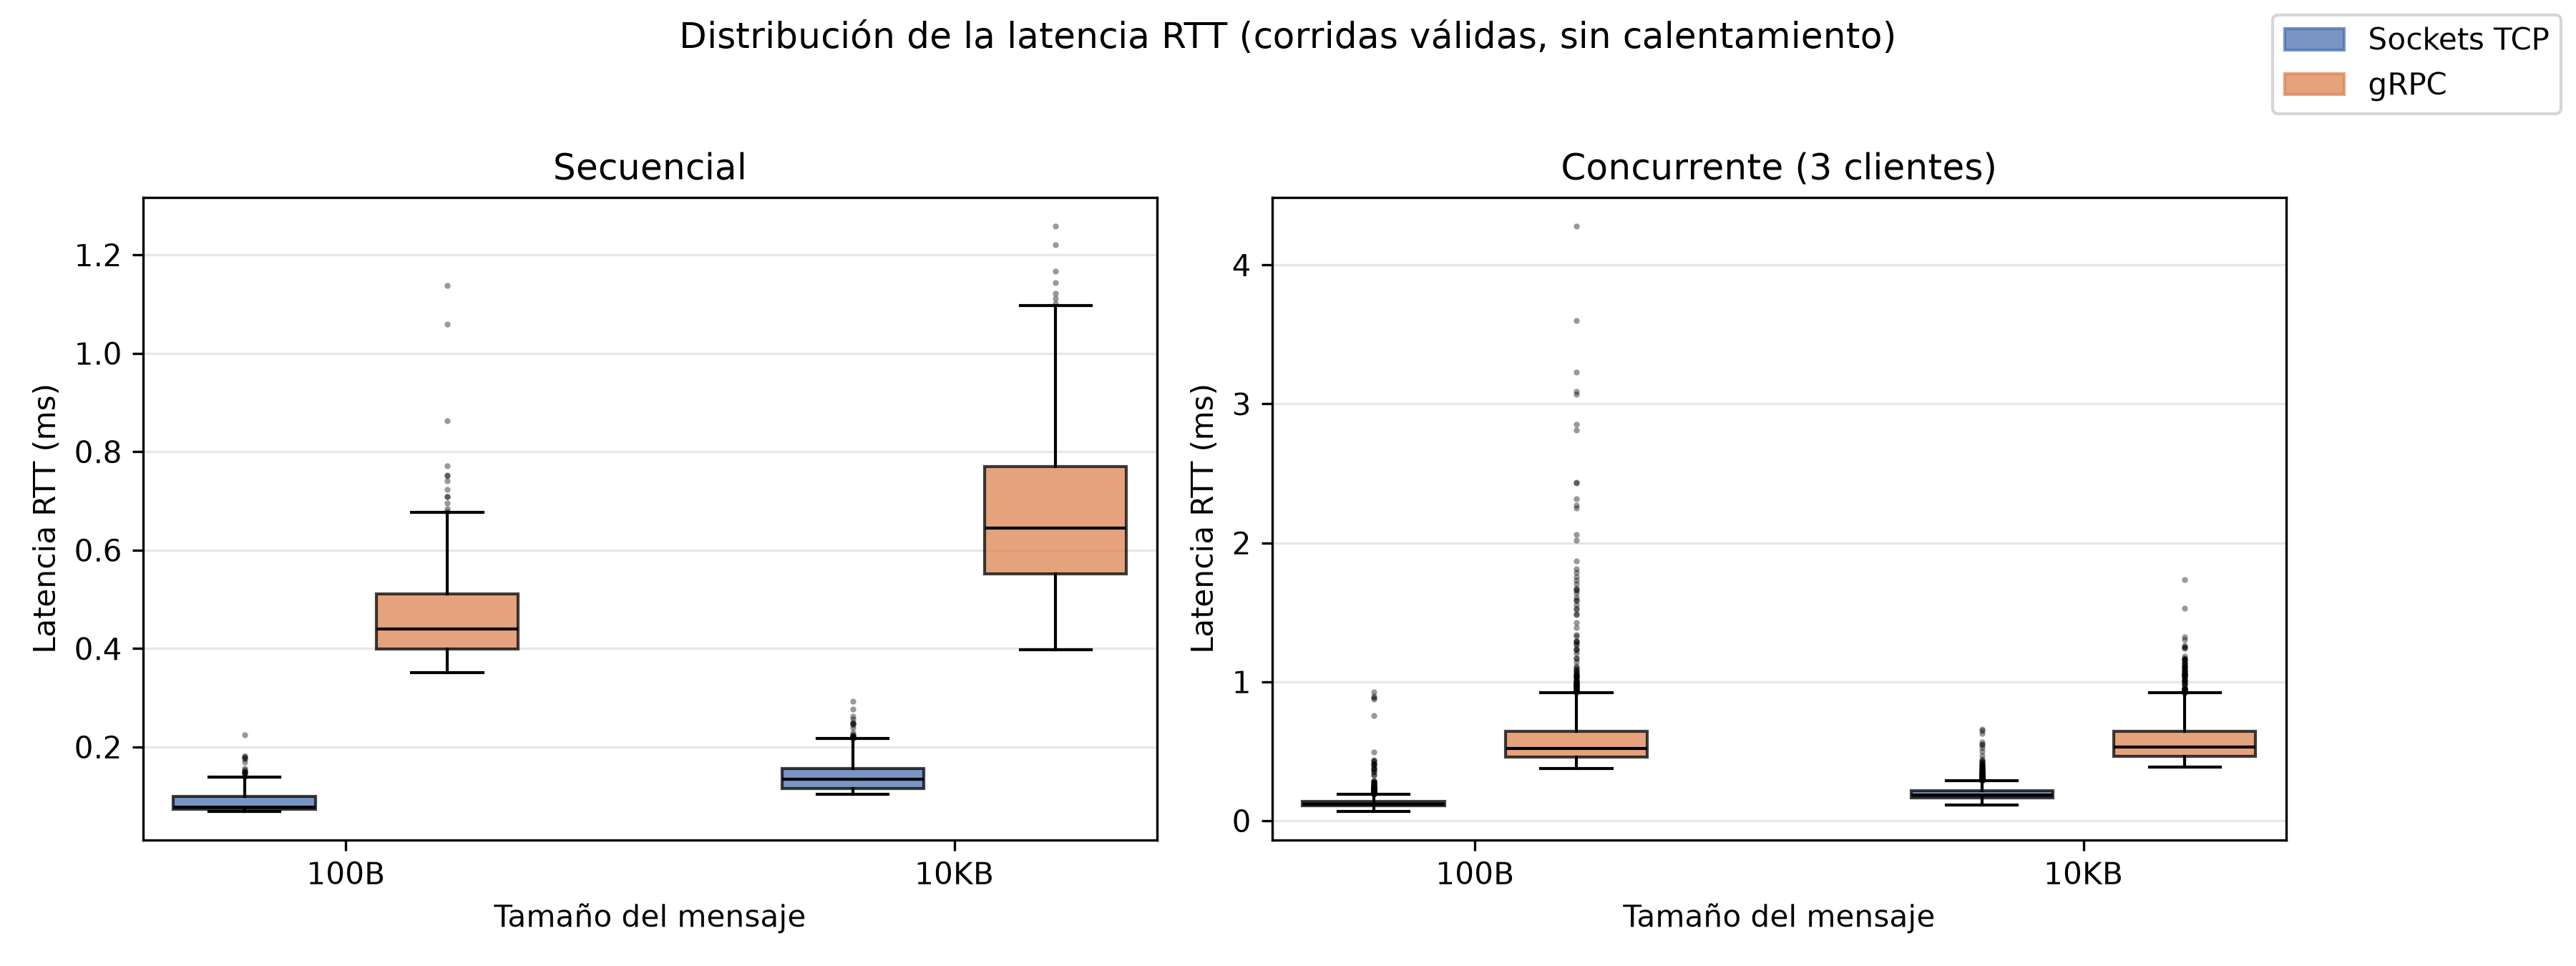 Distribución de la latencia RTT (corridas válidas, sin calentamiento)
Sockets TCP
gRPC
Secuencial
Latencia RTT (ms)
1.2
1.0
0.8
0.6
0.4
0.2
100B
10KB
Tamaño del mensaje
Concurrente (3 clientes)
Latencia RTT (ms)
4
3
2
1
0
100B
10KB
Tamaño del mensaje